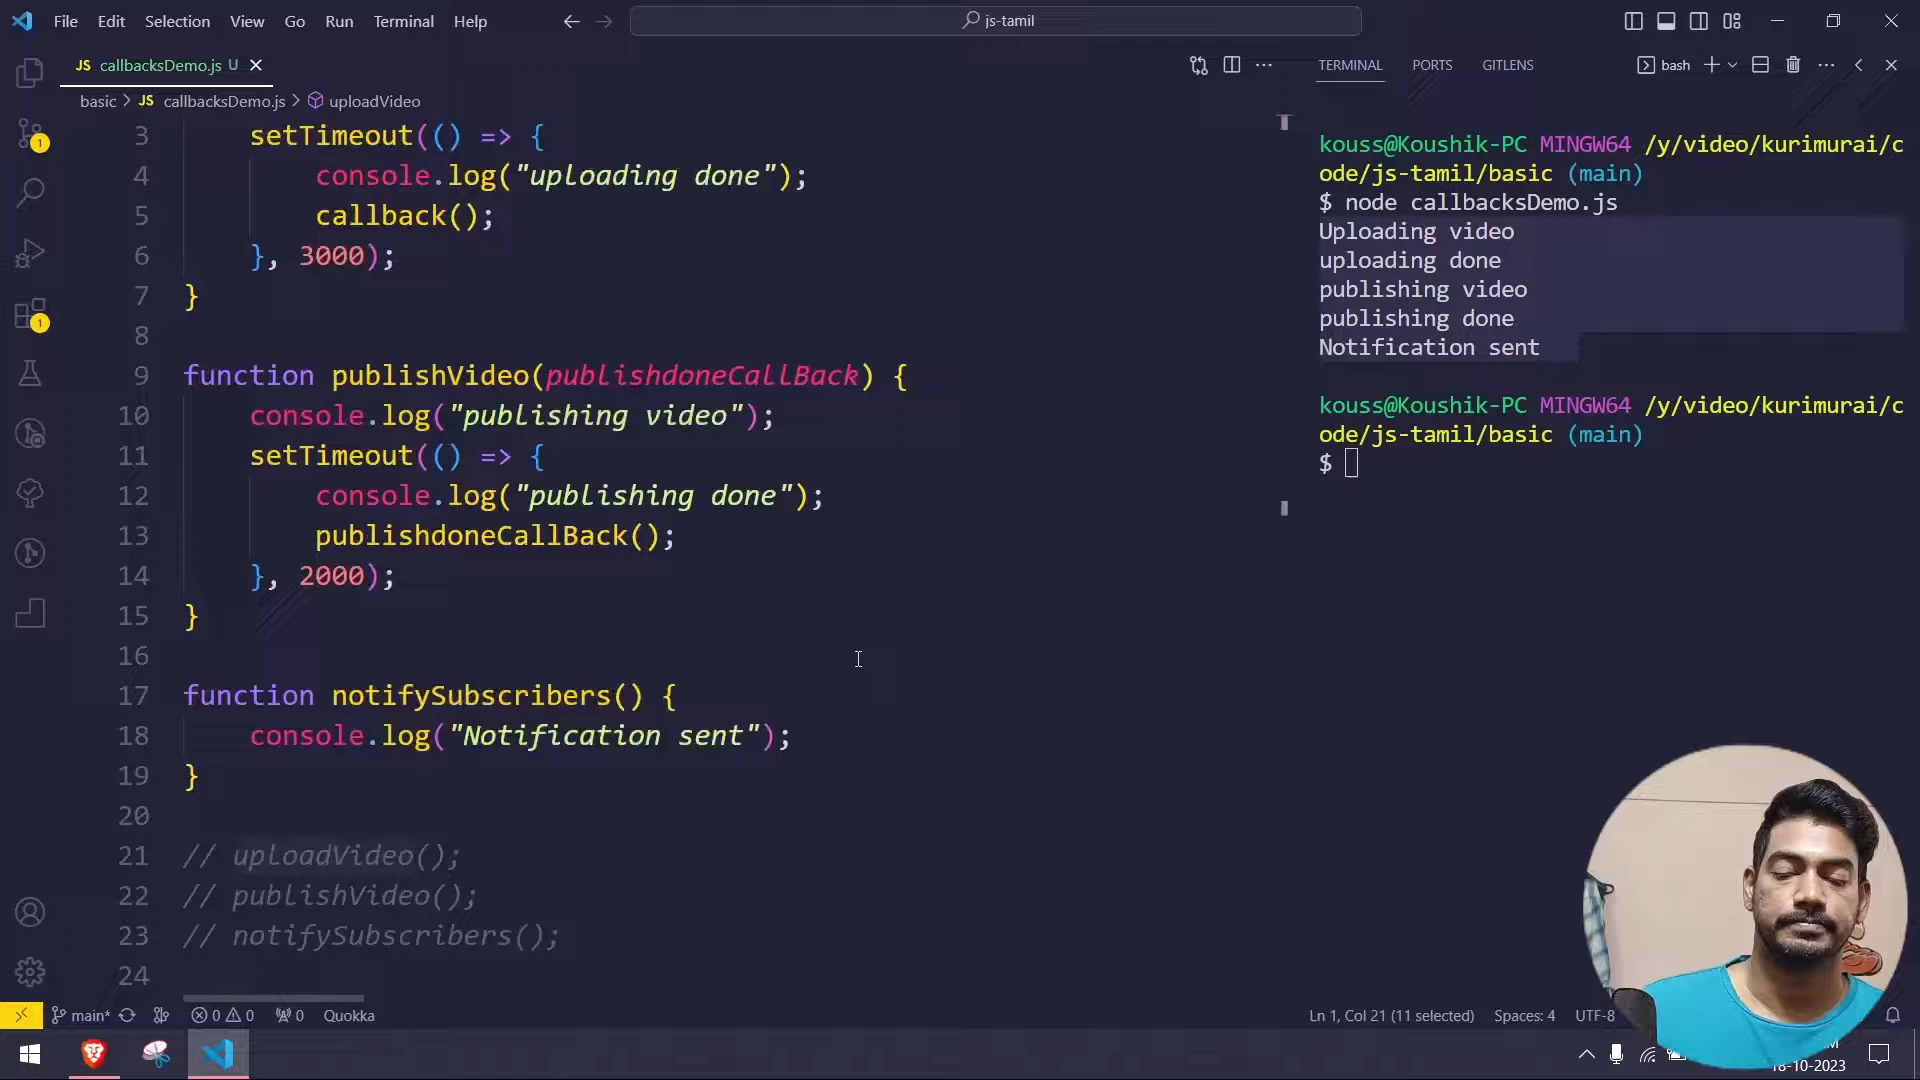 File Edit Selection View Go Run Terminal Help
js-tamil
JS callbacksDemo.js U
basic > JS callbacksDemo.js > uploadVideo
3 setTimeout(() => {
4 console.log("uploading done");
5 callback();
6 }, 3000);
7 }
8
9 function publishVideo(publishdoneCallBack) {
10 console.log("publishing video");
11 setTimeout(() => {
12 console.log("publishing done");
13 publishdoneCallBack();
14 }, 2000);
15 }
16
17 function notifySubscribers() {
18 console.log("Notification sent");
19 }
20
21 // uploadVideo();
22 // publishVideo();
23 // notifySubscribers();
24
TERMINAL PORTS GITLENS bash
kouss@Koushik-PC MINGW64 /y/video/kurimurai/c
ode/js-tamil/basic (main)
$ node callbacksDemo.js
Uploading video
uploading done
publishing video
publishing done
Notification sent
kouss@Koushik-PC MINGW64 /y/video/kurimurai/c
ode/js-tamil/basic (main)
$
1
1
main* 0 0 0 Quokka
Ln 1, Col 21 (11 selected) Spaces: 4 UTF-8
18-10-2023